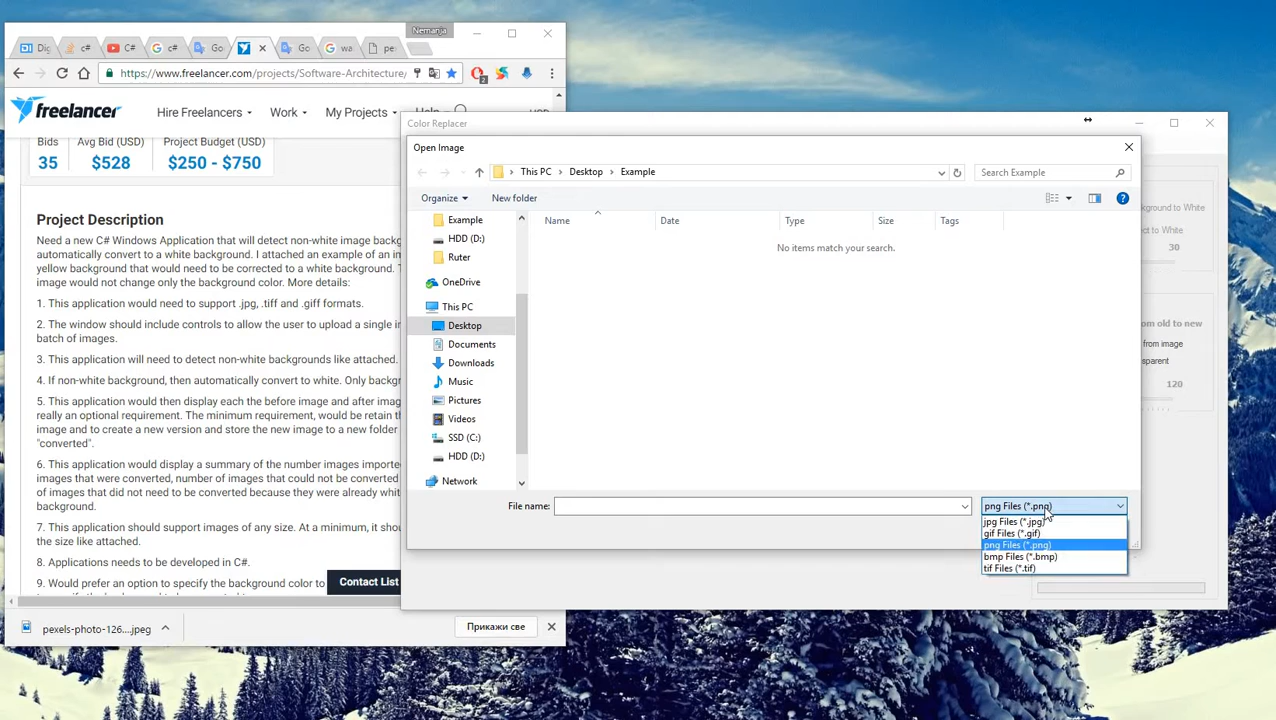 Nemanja
Dig
c#
C#
c#
Go
Go
wa
pe
https://www.freelancer.com/projects/Software-Architecture/
2
freelancer
Hire Freelancers
Work
My Projects
Help
Bids
Avg Bid (USD)
Project Budget (USD)
35
$528
$250 - $750
Project Description
Need a new C# Windows Application that will detect non-white image backg
automatically convert to a white background. I attached an example of an im
yellow background that would need to be corrected to a white background. T
image would not change only the background color. More details:
1. This application would need to support .jpg, .tiff and .giff formats.
2. The window should include controls to allow the user to upload a single i
batch of images.
3. This application will need to detect non-white backgrounds like attached.
4. If non-white background, then automatically convert to white. Only backg
5. This application would then display each the before image and after imag
really an optional requirement. The minimum requirement, would be retain th
image and to create a new version and store the new image to a new folder
"converted".
6. This application would display a summary of the number images imported
images that were converted, number of images that could not be converted
of images that did not need to be converted because they were already whit
background.
7. This application should support images of any size. At a minimum, it shoul
the size like attached.
8. Applications needs to be developed in C#.
9. Would prefer an option to specify the background color to
Contact List
pexels-photo-126....jpeg
Прикажи све
Color Replacer
Open Image
This PC
Desktop
Example
Search Example
Organize
New folder
Example
HDD (D:)
Ruter
OneDrive
This PC
Desktop
Documents
Downloads
Music
Pictures
Videos
SSD (C:)
HDD (D:)
Network
Name
Date
Type
Size
Tags
No items match your search.
File name:
png Files (*.png)
jpg Files (*.jpg)
gif Files (*.gif)
png Files (*.png)
bmp Files (*.bmp)
tif Files (*.tif)
ground to White
ct to White
30
om old to new
from image
sparent
120